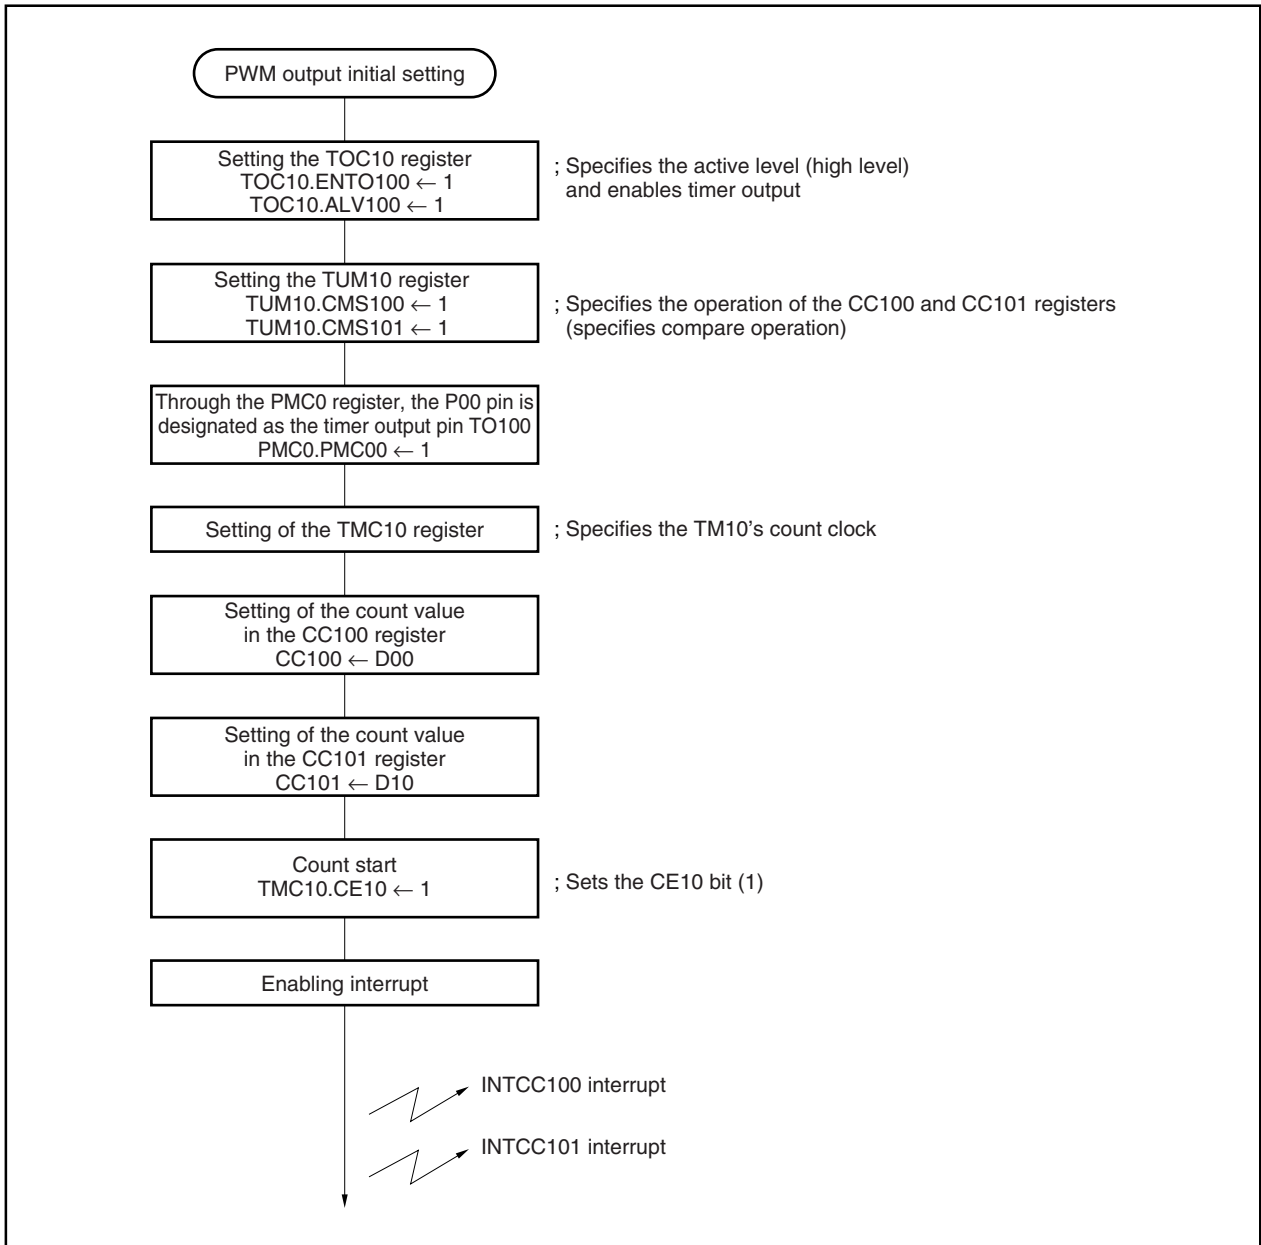 PWM output initial setting
Setting the TOC10 register
TOC10.ENTO100 ← 1
TOC10.ALV100 ← 1
; Specifies the active level (high level)
and enables timer output
Setting the TUM10 register
TUM10.CMS100 ← 1
TUM10.CMS101 ← 1
; Specifies the operation of the CC100 and CC101 registers
(specifies compare operation)
Through the PMC0 register, the P00 pin is
designated as the timer output pin TO100
PMC0.PMC00 ← 1
Setting of the TMC10 register
; Specifies the TM10's count clock
Setting of the count value
in the CC100 register
CC100 ← D00
Setting of the count value
in the CC101 register
CC101 ← D10
Count start
TMC10.CE10 ← 1
; Sets the CE10 bit (1)
Enabling interrupt
INTCC100 interrupt
INTCC101 interrupt